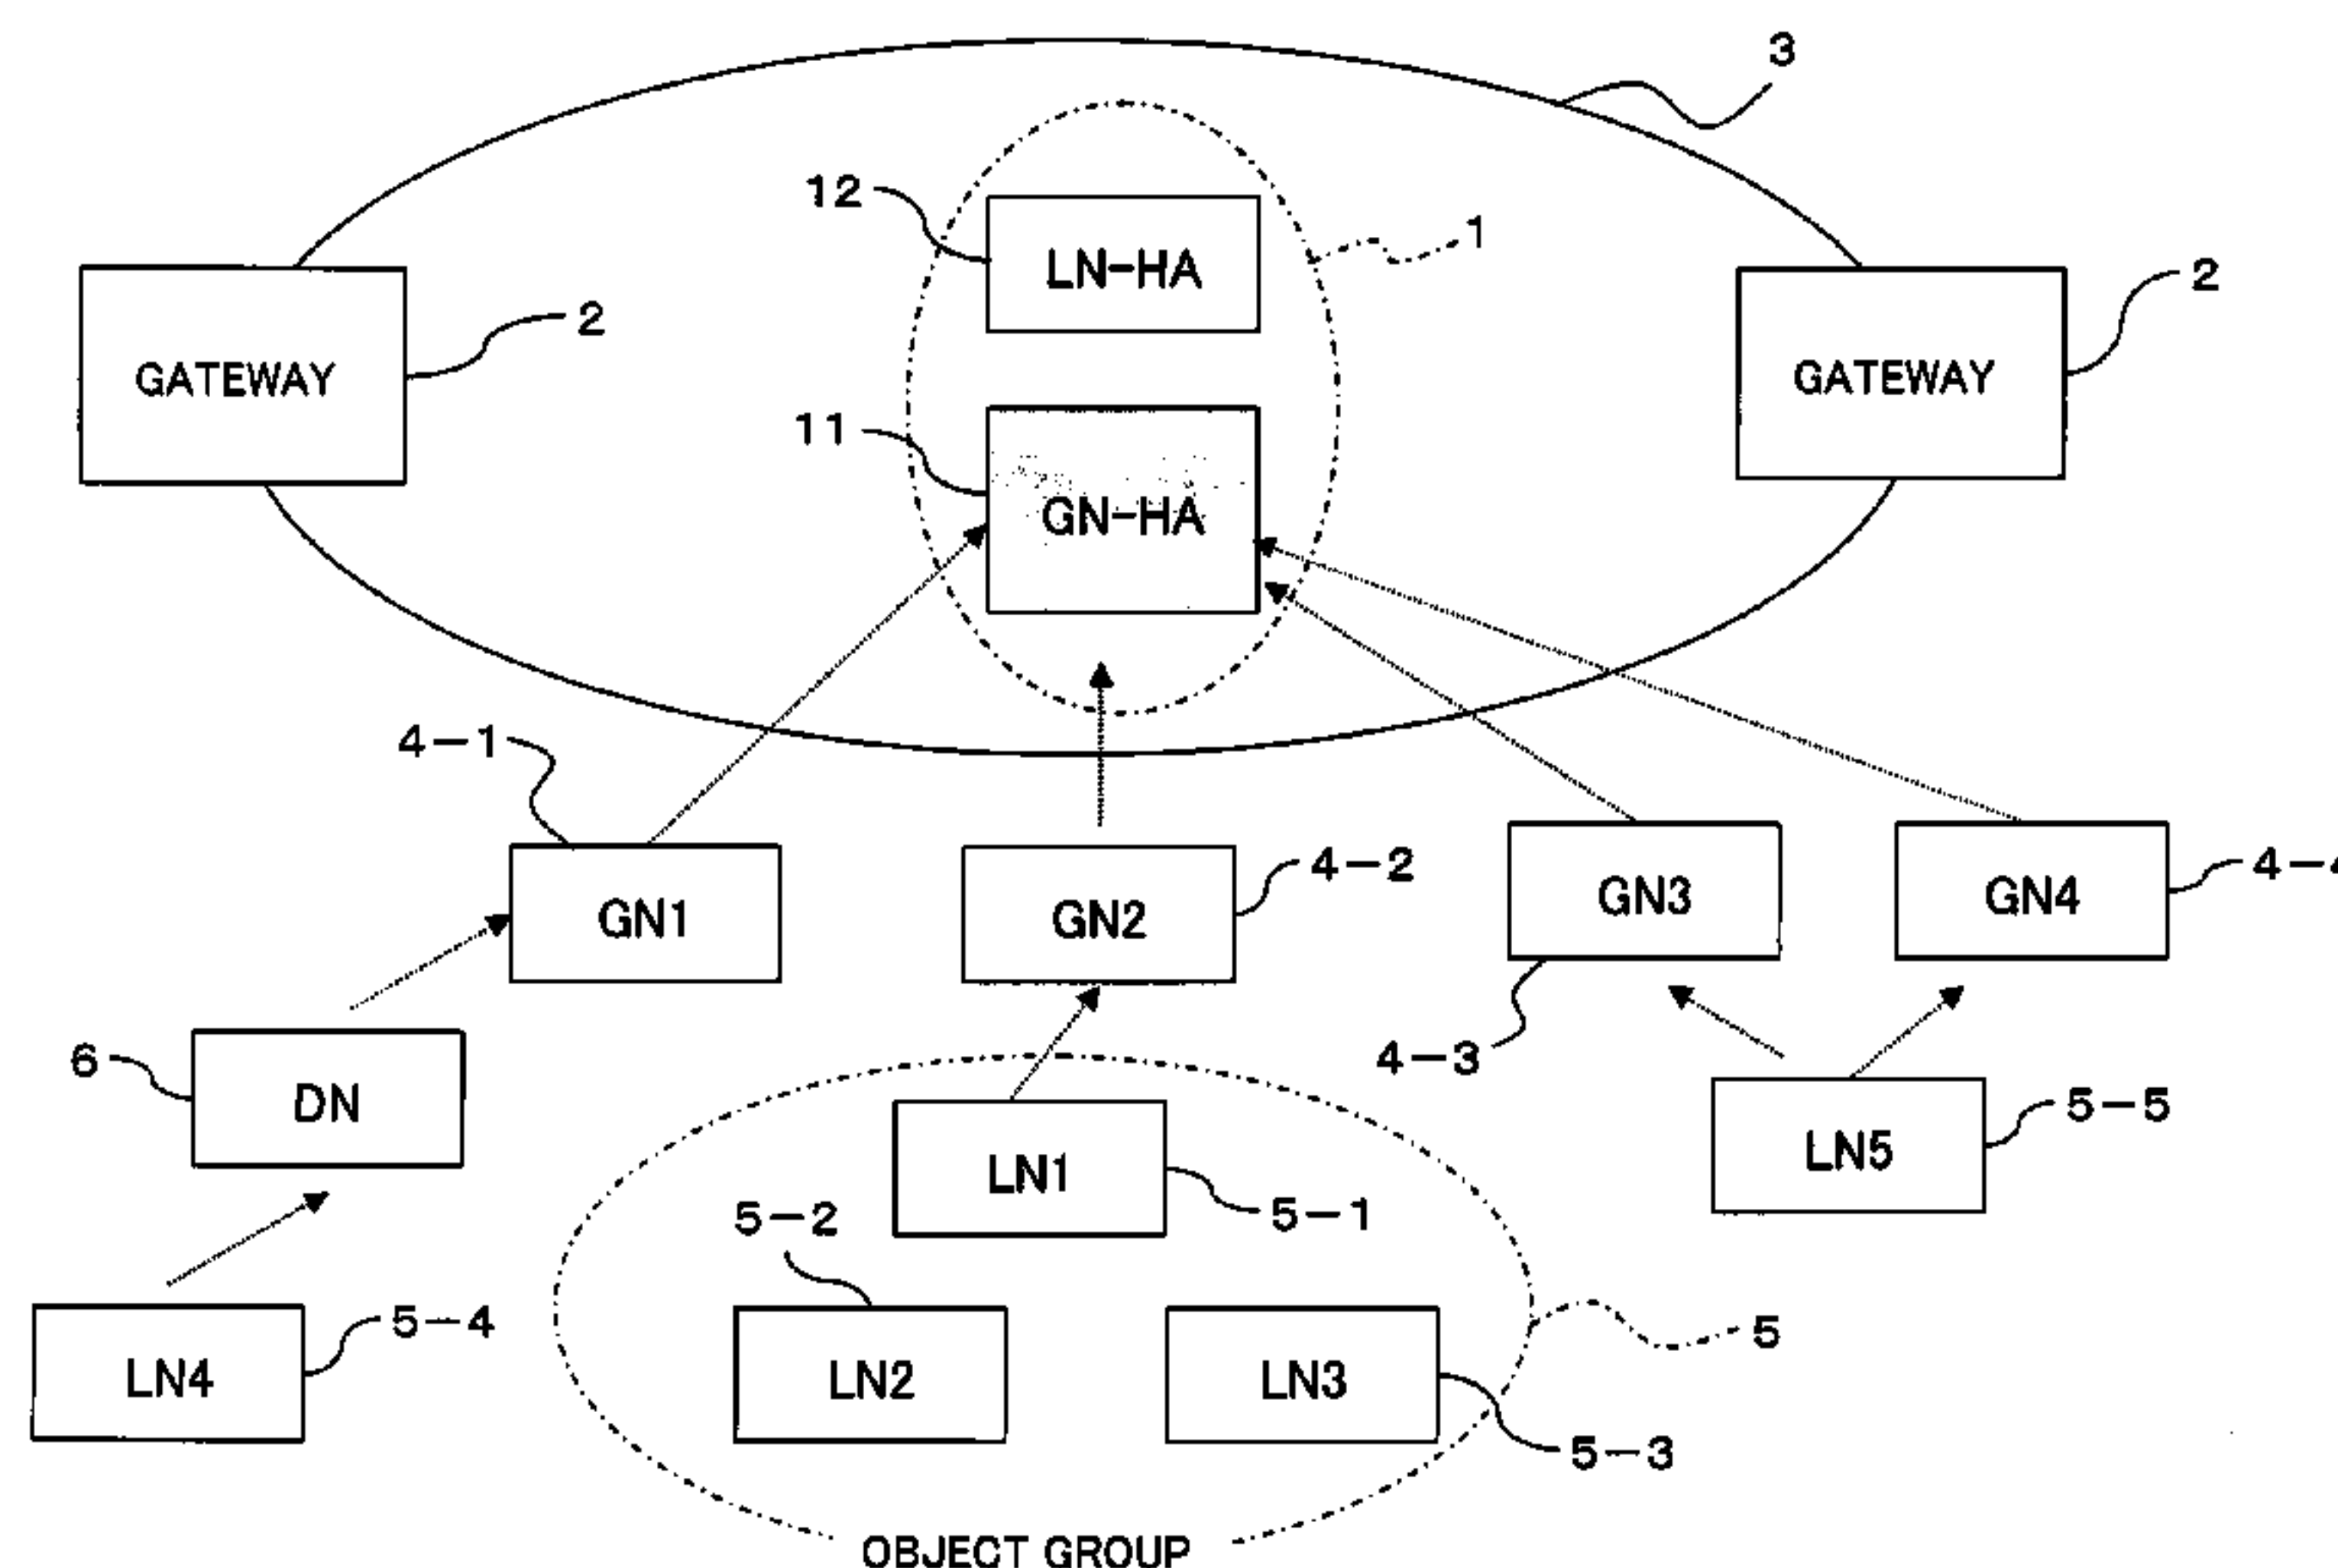 3
12
LN-HA
1
2
GATEWAY
2
GATEWAY
11
GN-HA
4-1
GN1
4-2
GN2
GN3
4-4
GN4
6
DN
4-3
5-5
LN5
LN1
5-2
5-1
5-4
LN4
LN2
LN3
5
5-3
OBJECT GROUP